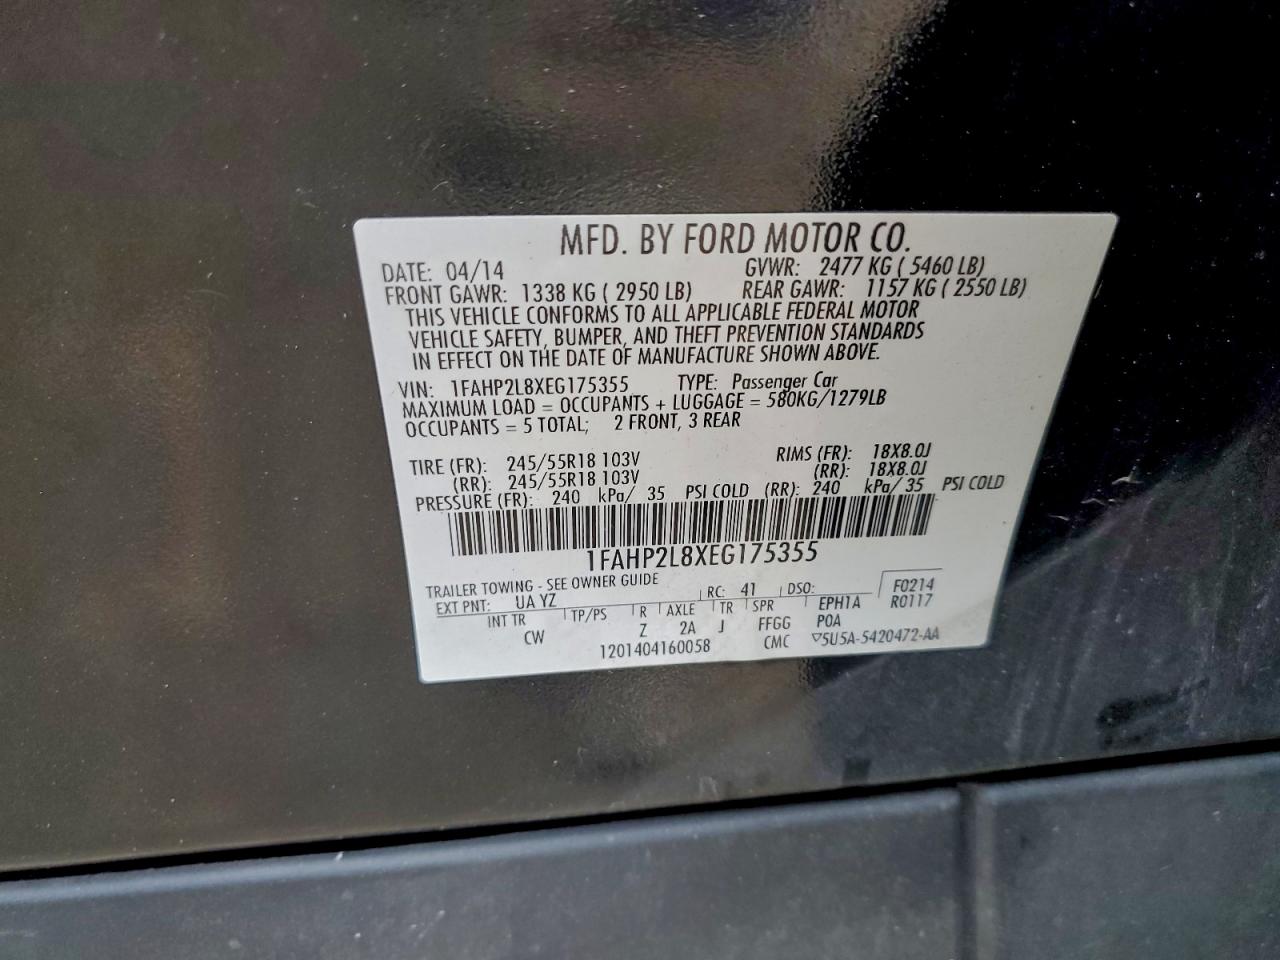 MFD. BY FORD MOTOR CO.
DATE: 04/14 GVWR: 2477 KG ( 5460 LB)
FRONT GAWR: 1338 KG ( 2950 LB) REAR GAWR: 1157 KG ( 2550 LB)
THIS VEHICLE CONFORMS TO ALL APPLICABLE FEDERAL MOTOR
VEHICLE SAFETY, BUMPER, AND THEFT PREVENTION STANDARDS
IN EFFECT ON THE DATE OF MANUFACTURE SHOWN ABOVE.
VIN: 1FAHP2L8XEG175355 TYPE: Passenger Car
MAXIMUM LOAD = OCCUPANTS + LUGGAGE = 580KG/1279LB
OCCUPANTS = 5 TOTAL; 2 FRONT, 3 REAR
TIRE (FR): 245/55R18 103V RIMS (FR): 18X8.0J
(RR): 245/55R18 103V (RR): 18X8.0J
PRESSURE (FR): 240 kPa/ 35 PSI COLD (RR): 240 kPa/ 35 PSI COLD
1FAHP2L8XEG175355
TRAILER TOWING - SEE OWNER GUIDE
EXT PNT: UA YZ RC: 41 DSO: F0214
INT TR TP/PS R AXLE TR SPR EPH1A R0117
CW Z 2A J FFGG P0A
1201404160058 CMC ▽5U5A-5420472-AA